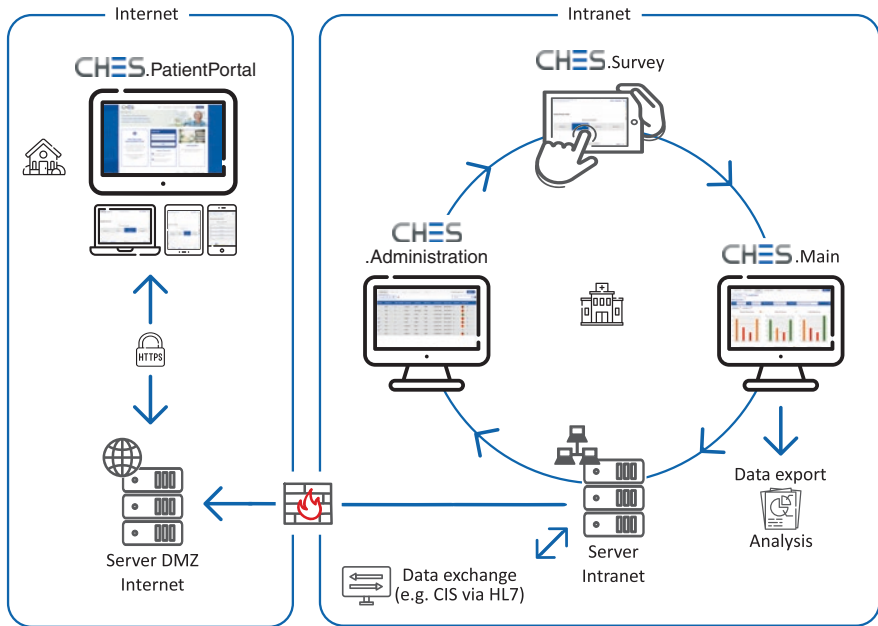 Internet
Intranet
CHES.PatientPortal
CHES
CHES.Survey
CHES
.Administration
CHES.Main
HTTPS
Server DMZ
Internet
Data export
Analysis
Server
Intranet
Data exchange
(e.g. CIS via HL7)